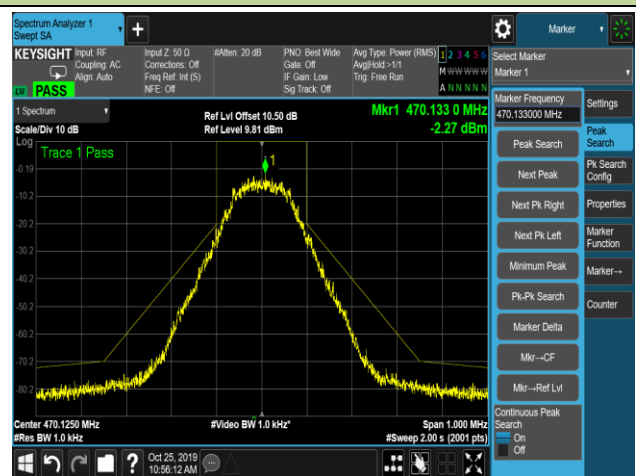 Spectrum Analyzer 1
Swept SA
+
Marker
KEYSIGHT
Input: RF
Coupling: AC
Align: Auto
LW
PASS
Input Z: 50 Ω
Corrections: Off
Freq Ref: Int (S)
NFE: Off
#Atten: 20 dB
PNO: Best Wide
Gate: Off
IF Gain: Low
Sig Track: Off
Avg Type: Power (RMS)
Avg|Hold:>1/1
Trig: Free Run
1 2 3 4 5 6
M W W W W W
A N N N N N
Select Marker
Marker 1
1 Spectrum
Scale/Div 10 dB
Ref Lvl Offset 10.50 dB
Ref Level 9.81 dBm
Mkr1 470.133 0 MHz
-2.27 dBm
Log
Trace 1 Pass
1
-0.19
-10.2
-20.2
-30.2
-40.2
-50.2
-60.2
-70.2
-80.2
Center 470.1250 MHz
#Res BW 1.0 kHz
#Video BW 1.0 kHz*
Span 1.000 MHz
#Sweep 2.00 s (2001 pts)
Marker Frequency
470.133000 MHz
Peak Search
Next Peak
Next Pk Right
Next Pk Left
Minimum Peak
Pk-Pk Search
Marker Delta
Mkr→CF
Mkr→Ref Lvl
Continuous Peak
Search
On
Off
Settings
Peak
Search
Pk Search
Config
Properties
Marker
Function
Marker→
Counter
?
Oct 25, 2019
10:56:12 AM